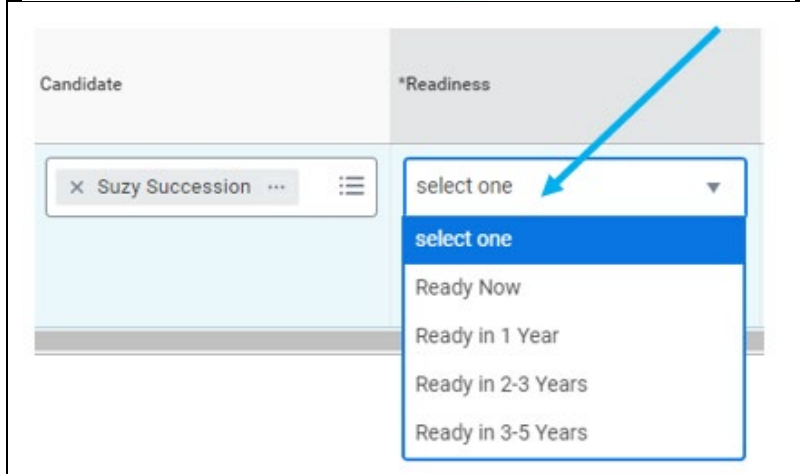 Candidate
*Readiness
× Suzy Succession ...
select one
select one
Ready Now
Ready in 1 Year
Ready in 2-3 Years
Ready in 3-5 Years